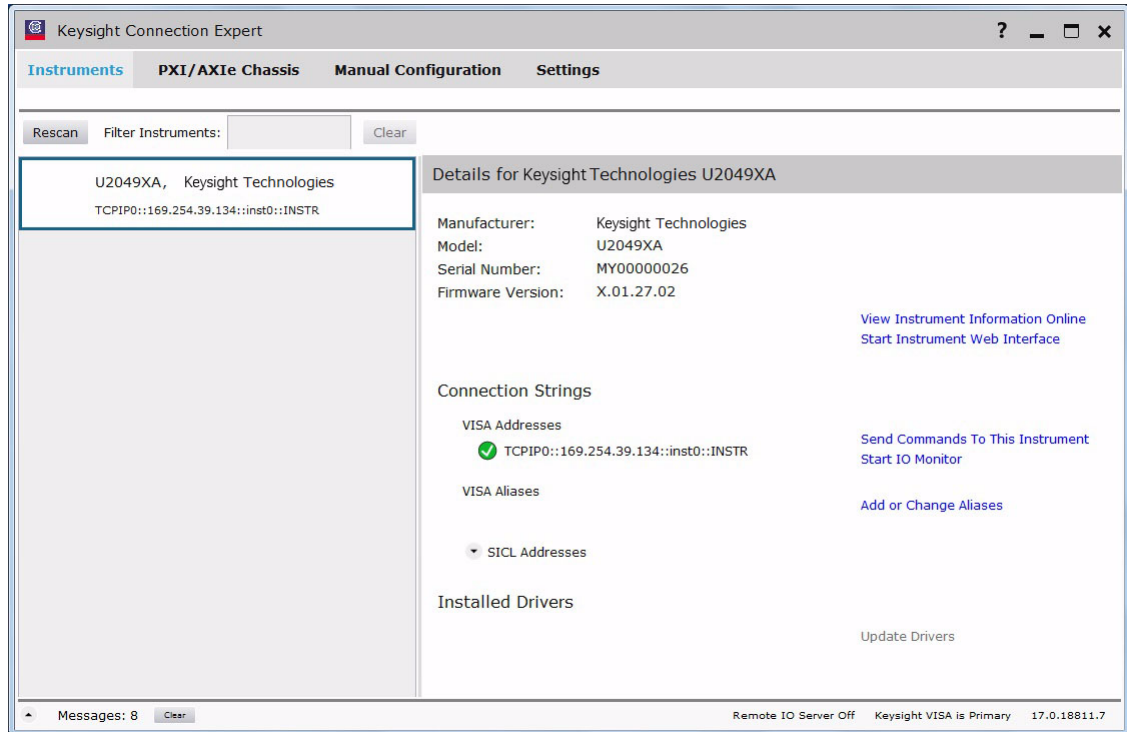 Keysight Connection Expert
?
Instruments PXI/AXIe Chassis Manual Configuration Settings
Rescan Filter Instruments: Clear
U2049XA, Keysight Technologies
TCPIP0::169.254.39.134::inst0::INSTR
Details for Keysight Technologies U2049XA
Manufacturer: Keysight Technologies
Model: U2049XA
Serial Number: MY00000026
Firmware Version: X.01.27.02
View Instrument Information Online
Start Instrument Web Interface
Connection Strings
VISA Addresses
TCPIP0::169.254.39.134::inst0::INSTR
Send Commands To This Instrument
Start IO Monitor
VISA Aliases
Add or Change Aliases
SICL Addresses
Installed Drivers
Update Drivers
Messages: 8 Clear Remote IO Server Off Keysight VISA is Primary 17.0.18811.7